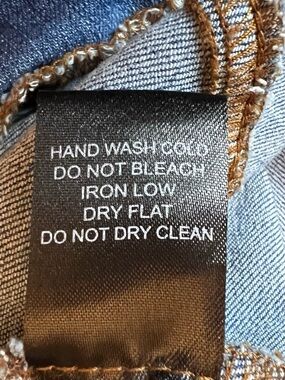 HAND WASH COLD
DO NOT BLEACH
IRON LOW
DRY FLAT
DO NOT DRY CLEAN